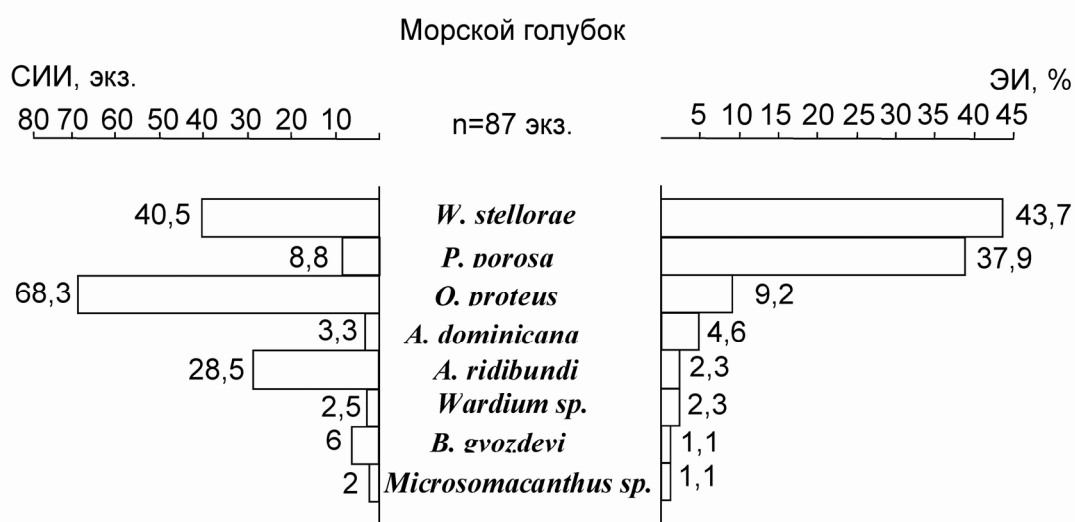 Морской голубок
СИИ, экз. ЭИ, %
80 70 60 50 40 30 20 10 n=87 экз. 5 10 15 20 25 30 35 40 45
40,5 W. stellorae 43,7
8,8 P. porosa 37,9
68,3 O. proteus 9,2
3,3 A. dominicana 4,6
28,5 A. ridibundi 2,3
2,5 Wardium sp. 2,3
6 B. gvozdevi 1,1
2 Microsomacanthus sp. 1,1